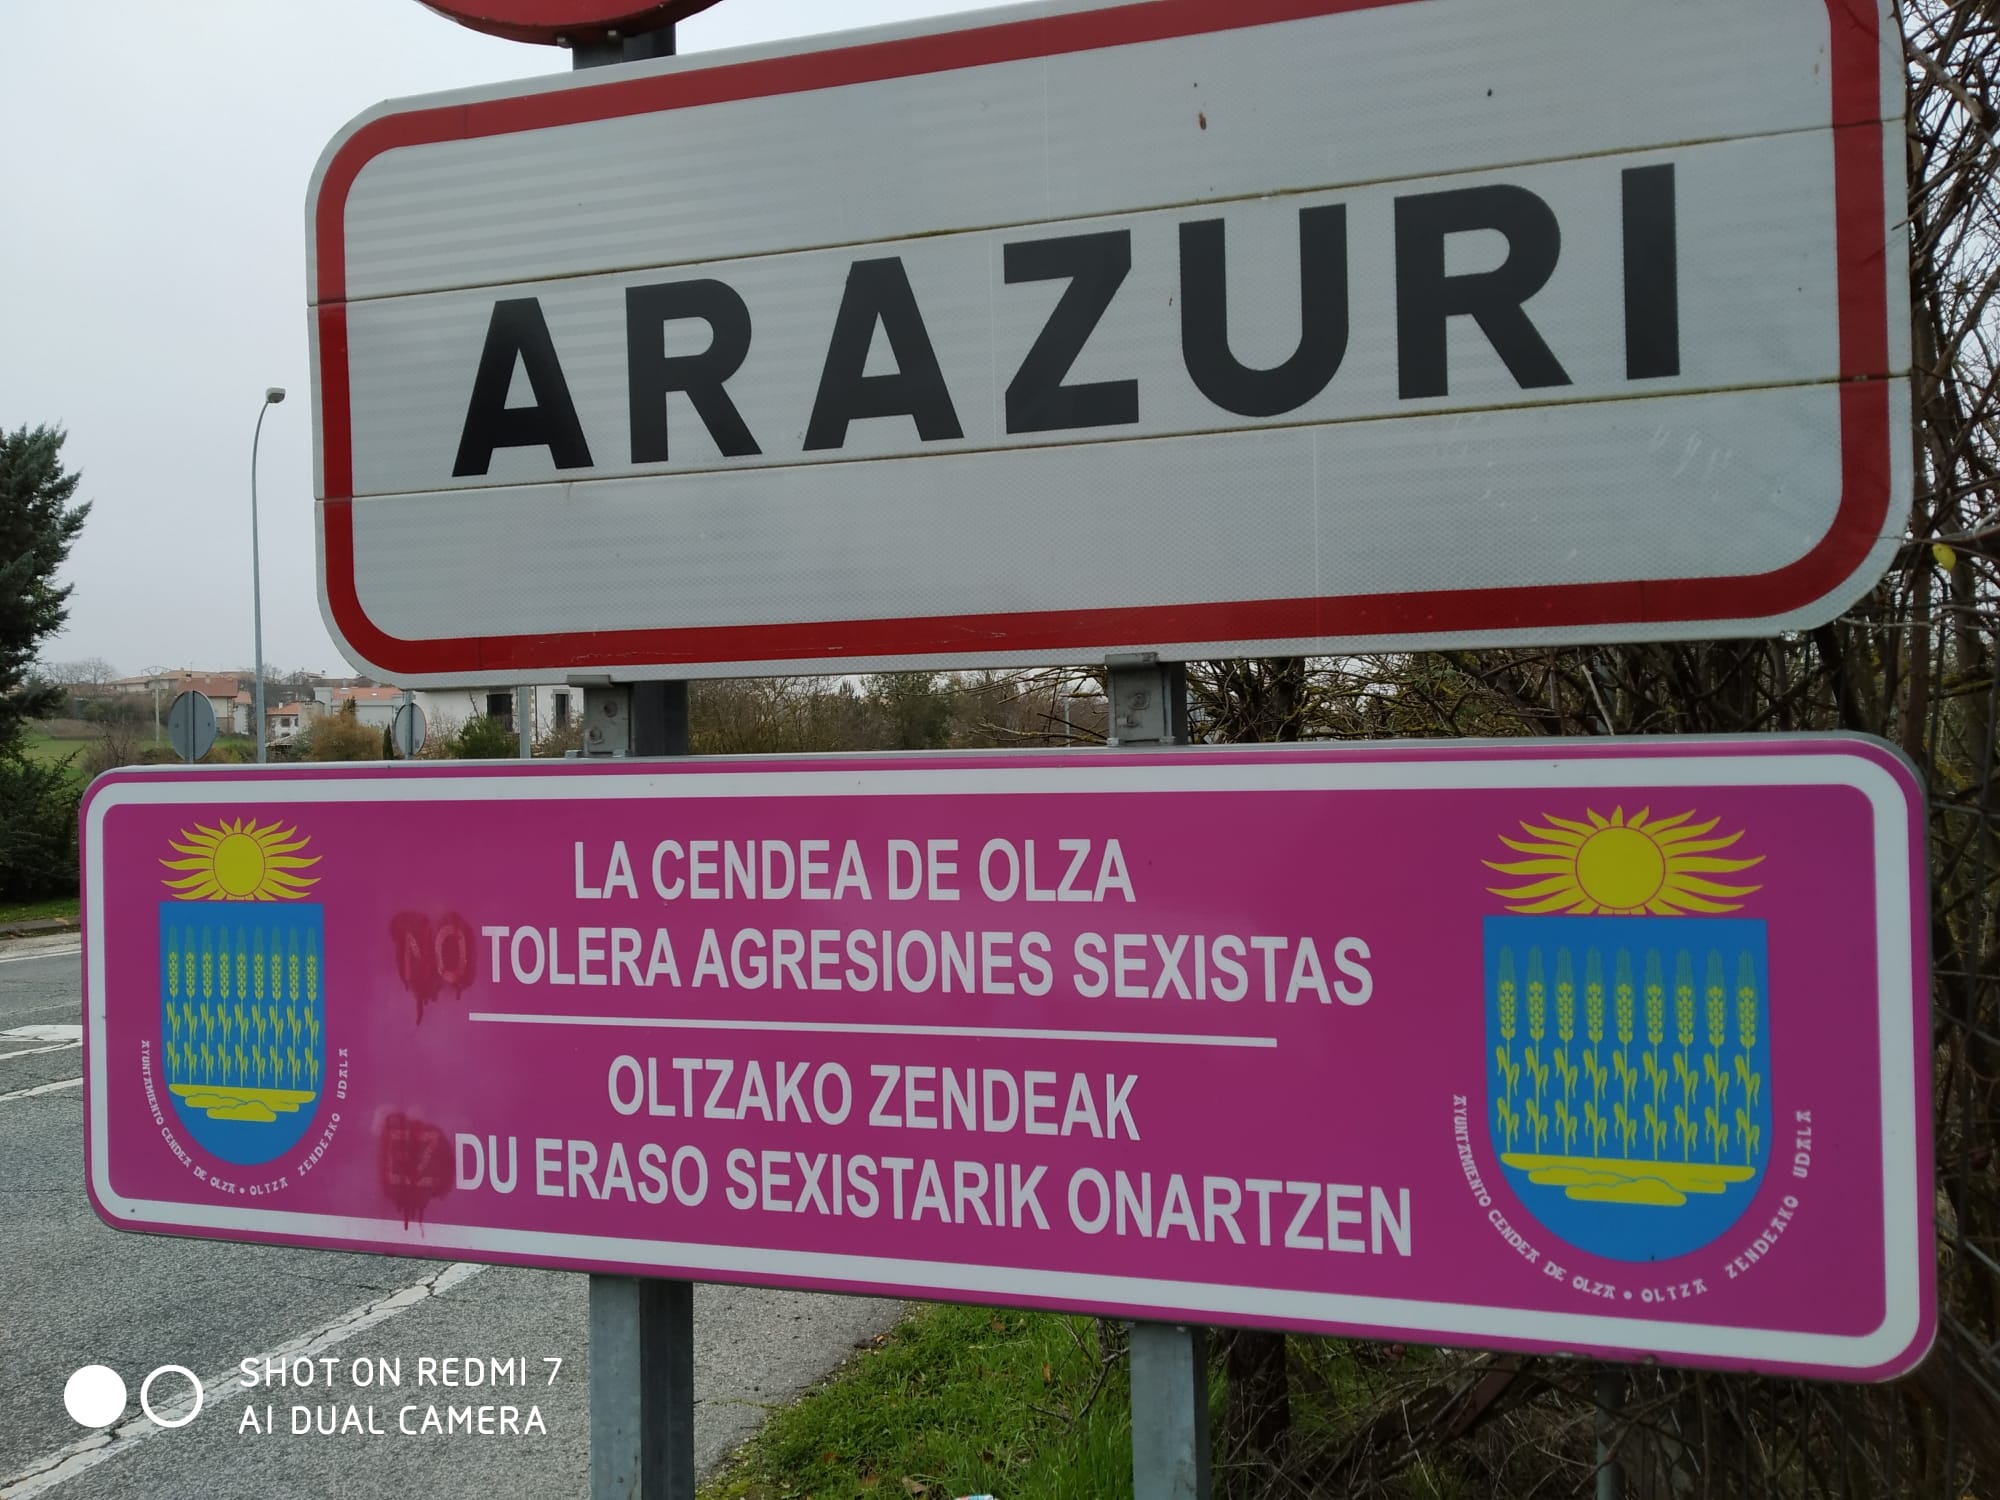 ARAZURI
LA CENDEA DE OLZA
NO TOLERA AGRESIONES SEXISTAS
OLTZAKO ZENDEAK
EZ DU ERASO SEXISTARIK ONARTZEN
AYUNTAMIENTO CENDEA DE OLZA • OLTZA ZENDEAKO UDALA
AYUNTAMIENTO CENDEA DE OLZA • OLTZA ZENDEAKO UDALA
SHOT ON REDMI 7
AI DUAL CAMERA